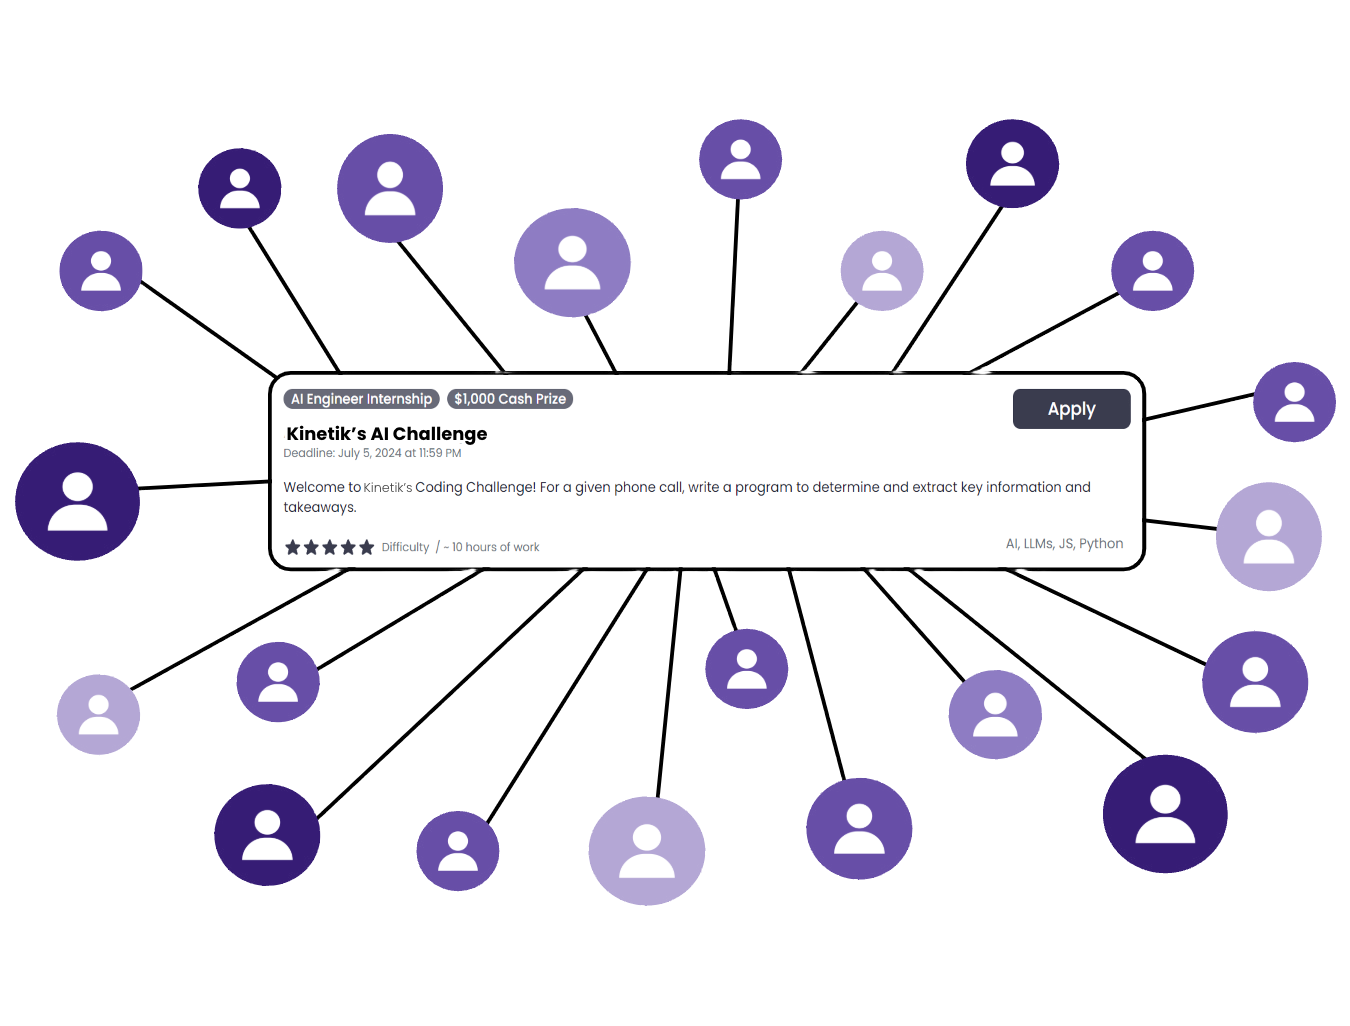 AI Engineer Internship $1,000 Cash Prize
Apply
Kinetik’s AI Challenge
Deadline: July 5, 2024 at 11:59 PM
Welcome to Kinetik’s Coding Challenge! For a given phone call, write a program to determine and extract key information and
takeaways.
Difficulty / ~ 10 hours of work
AI, LLMs, JS, Python